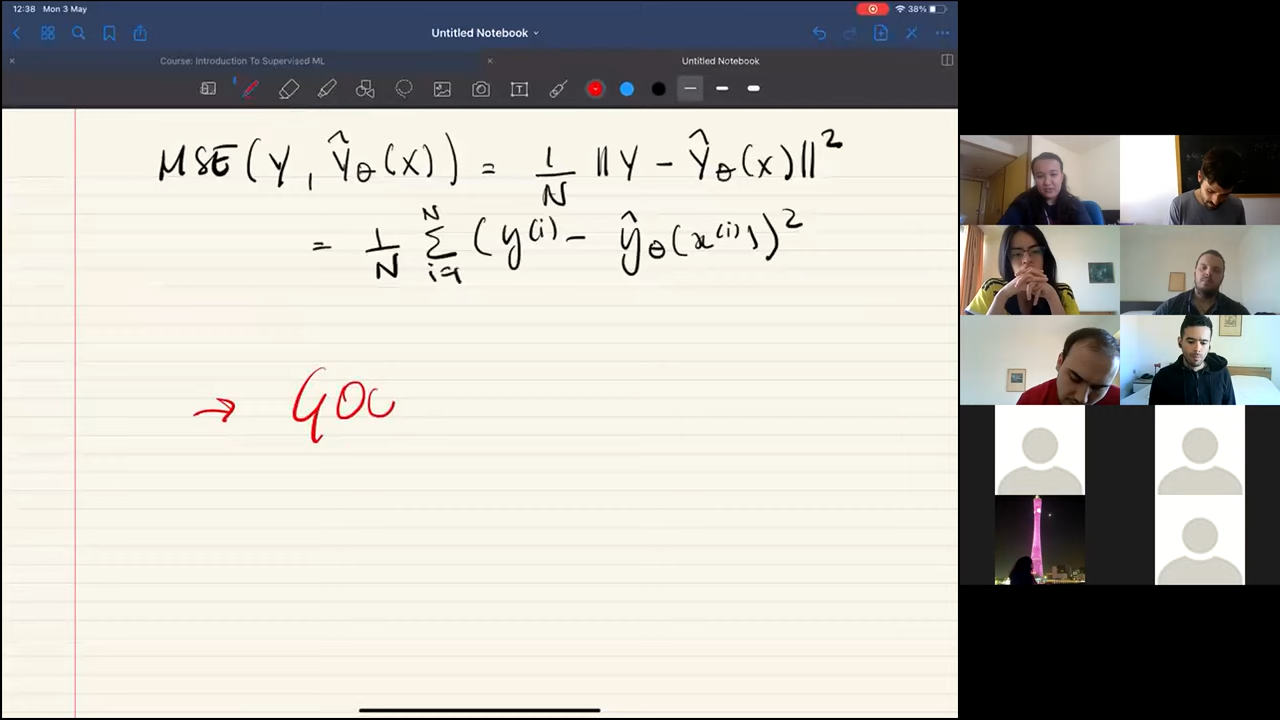 12:38 Mon 3 May
38%
Untitled Notebook
Course: Introduction To Supervised ML
Untitled Notebook
MSE(Y, Ŷθ(X)) = 1/N ||Y - Ŷθ(X)||²
= 1/N Σ i=1 N (y⁽ⁱ⁾ - ŷθ(x⁽ⁱ⁾))²
→ GOC